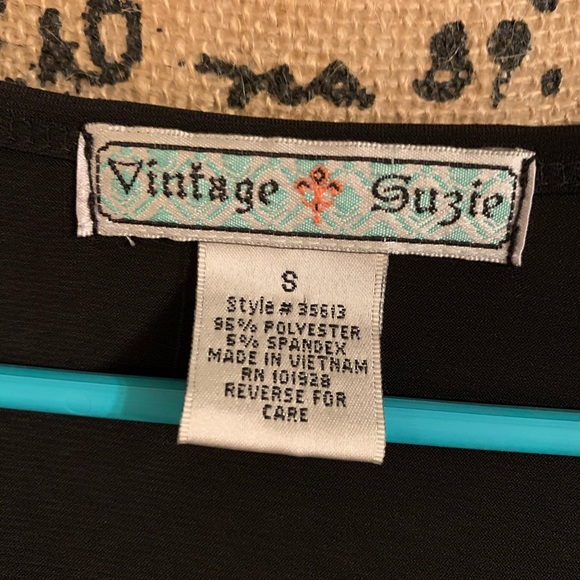 Vintage Suzie
S
Style # 35613
95% POLYESTER
5% SPANDEX
MADE IN VIETNAM
RN 101928
REVERSE FOR
CARE